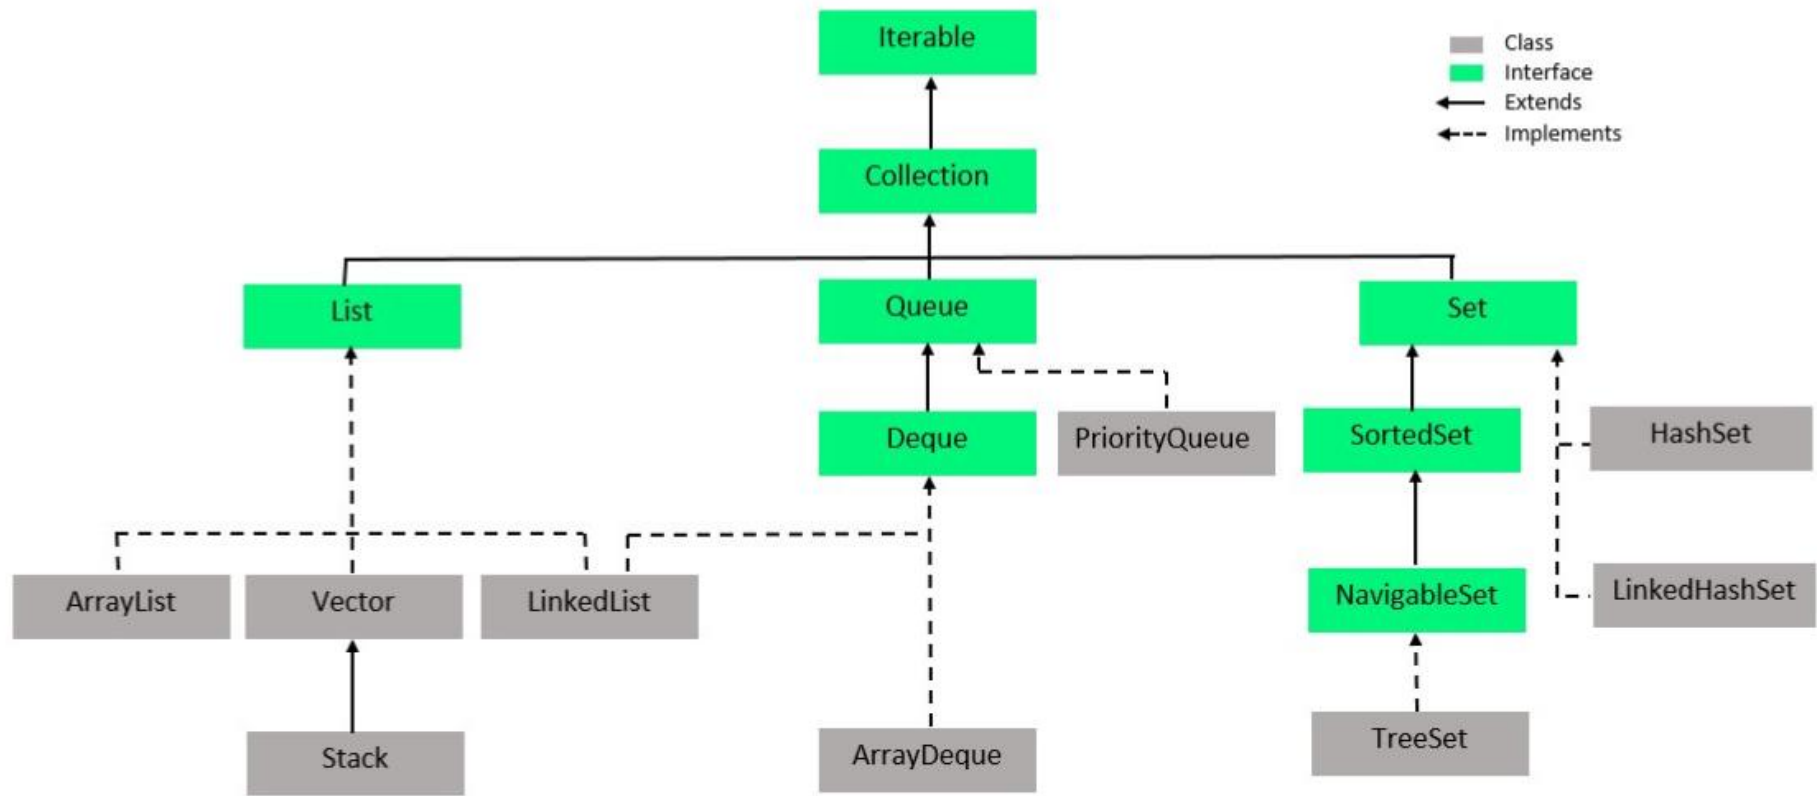 Iterable
Class
Interface
Extends
Implements
Collection
List
Queue
Set
Deque
PriorityQueue
SortedSet
HashSet
ArrayList
Vector
LinkedList
NavigableSet
LinkedHashSet
Stack
ArrayDeque
TreeSet